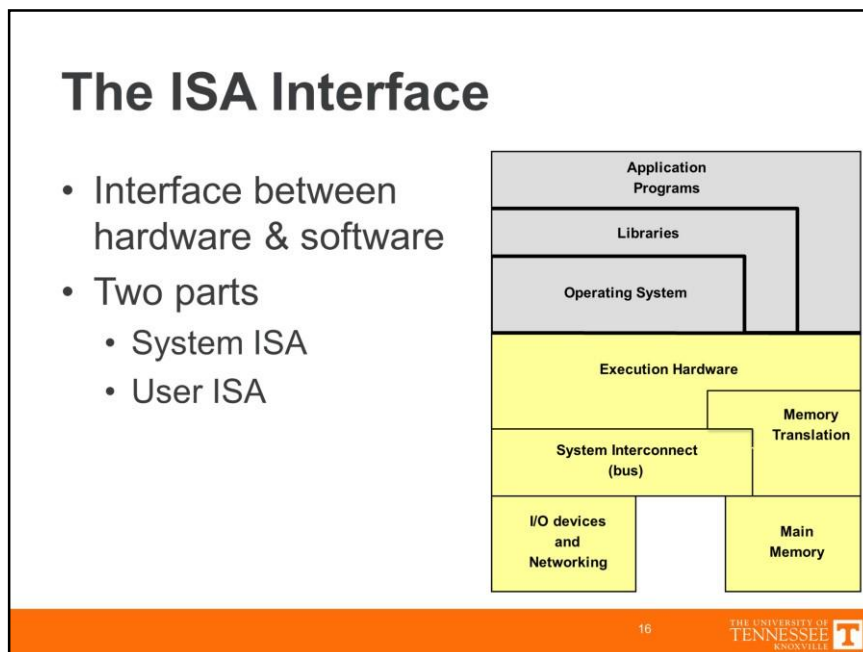 The ISA Interface
• Interface between
hardware & software
• Two parts
• System ISA
• User ISA
Application
Programs
Libraries
Operating System
Execution Hardware
Memory
Translation
System Interconnect
(bus)
I/O devices
and
Networking
Main
Memory
16
THE UNIVERSITY OF
TENNESSEE
KNOXVILLE
T